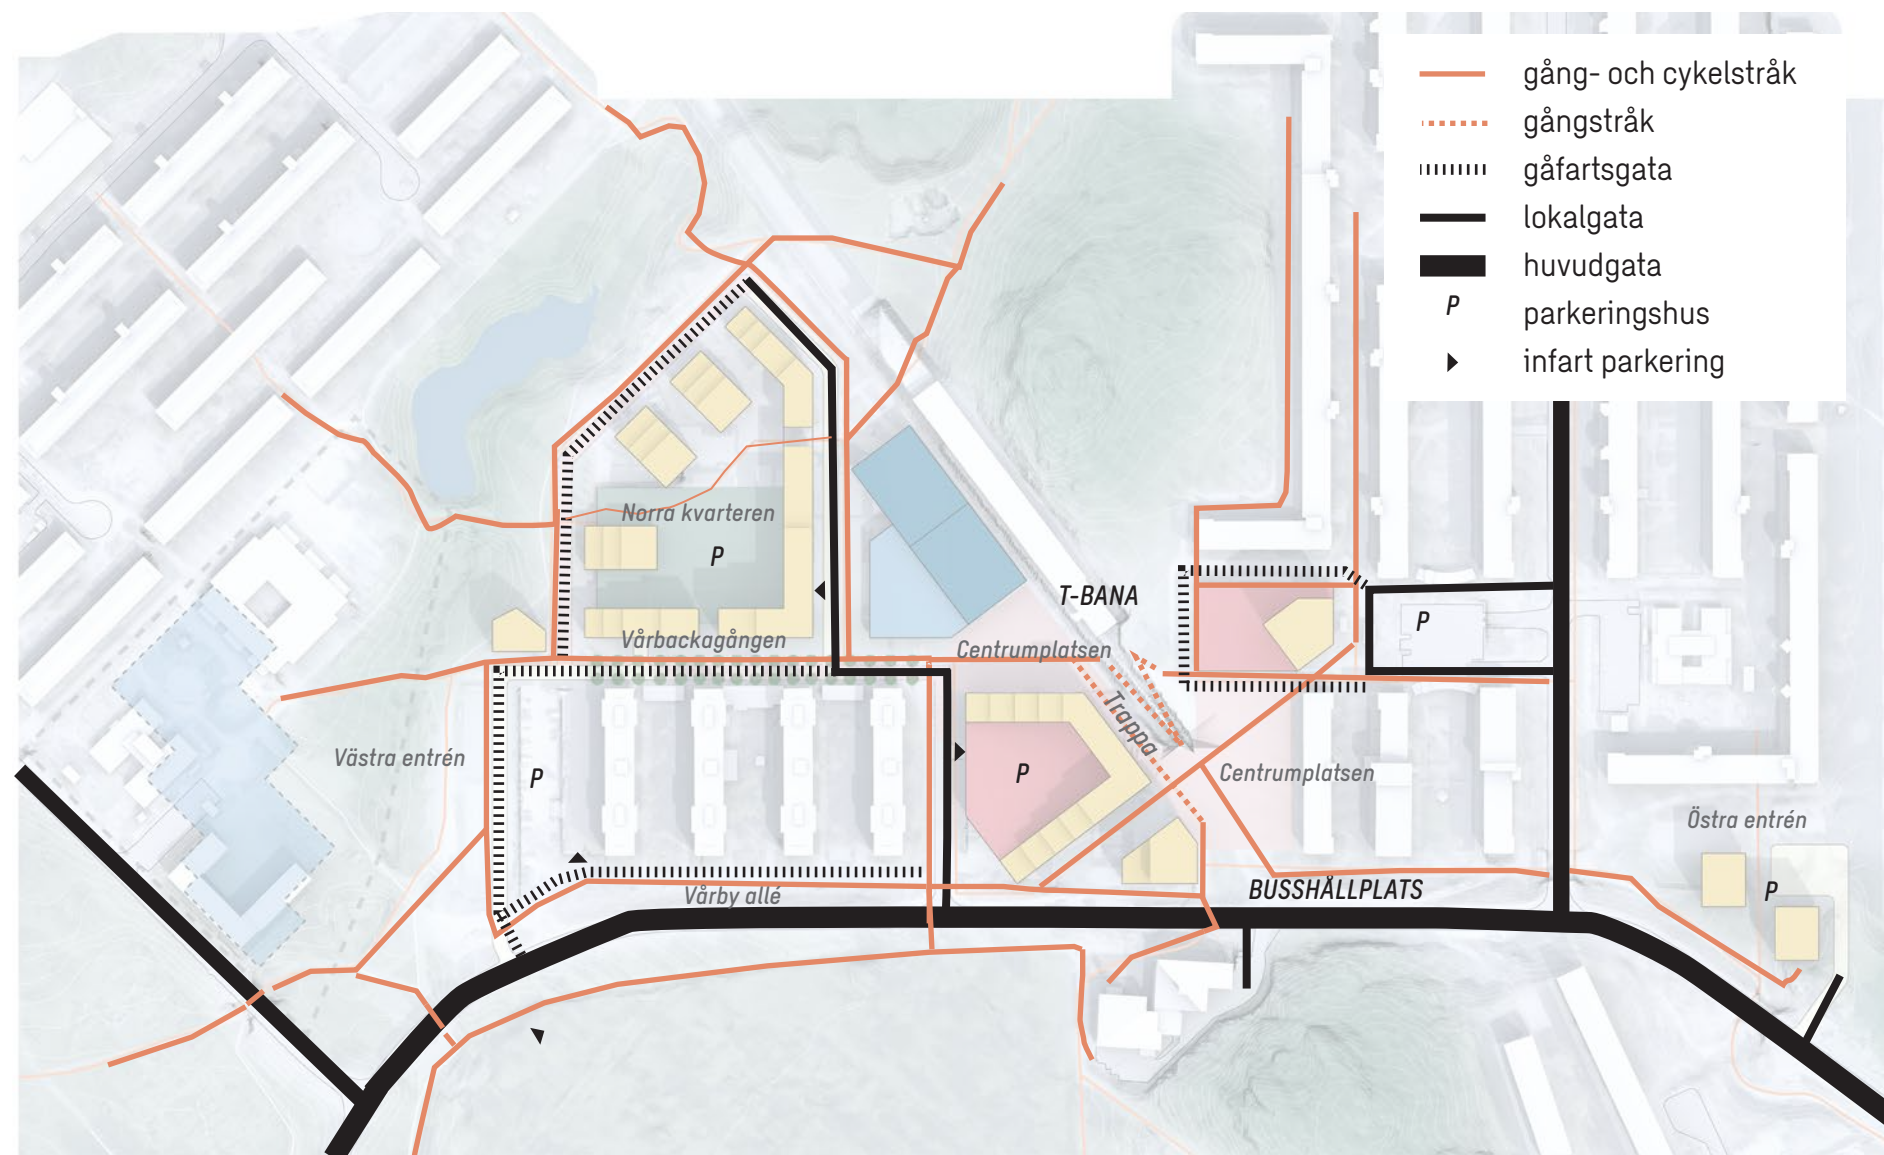 gång- och cykelstråk
gångstråk
gåfartsgata
lokalgata
huvudgata
P parkeringshus
infart parkering
Norra kvarteren
P
T-BANA
P
Vårbackagången
Centrumplatsen
Trappa
Västra entrén
P
P
Centrumplatsen
Östra entrén
Vårby allé
BUSSHÅLLPLATS
P